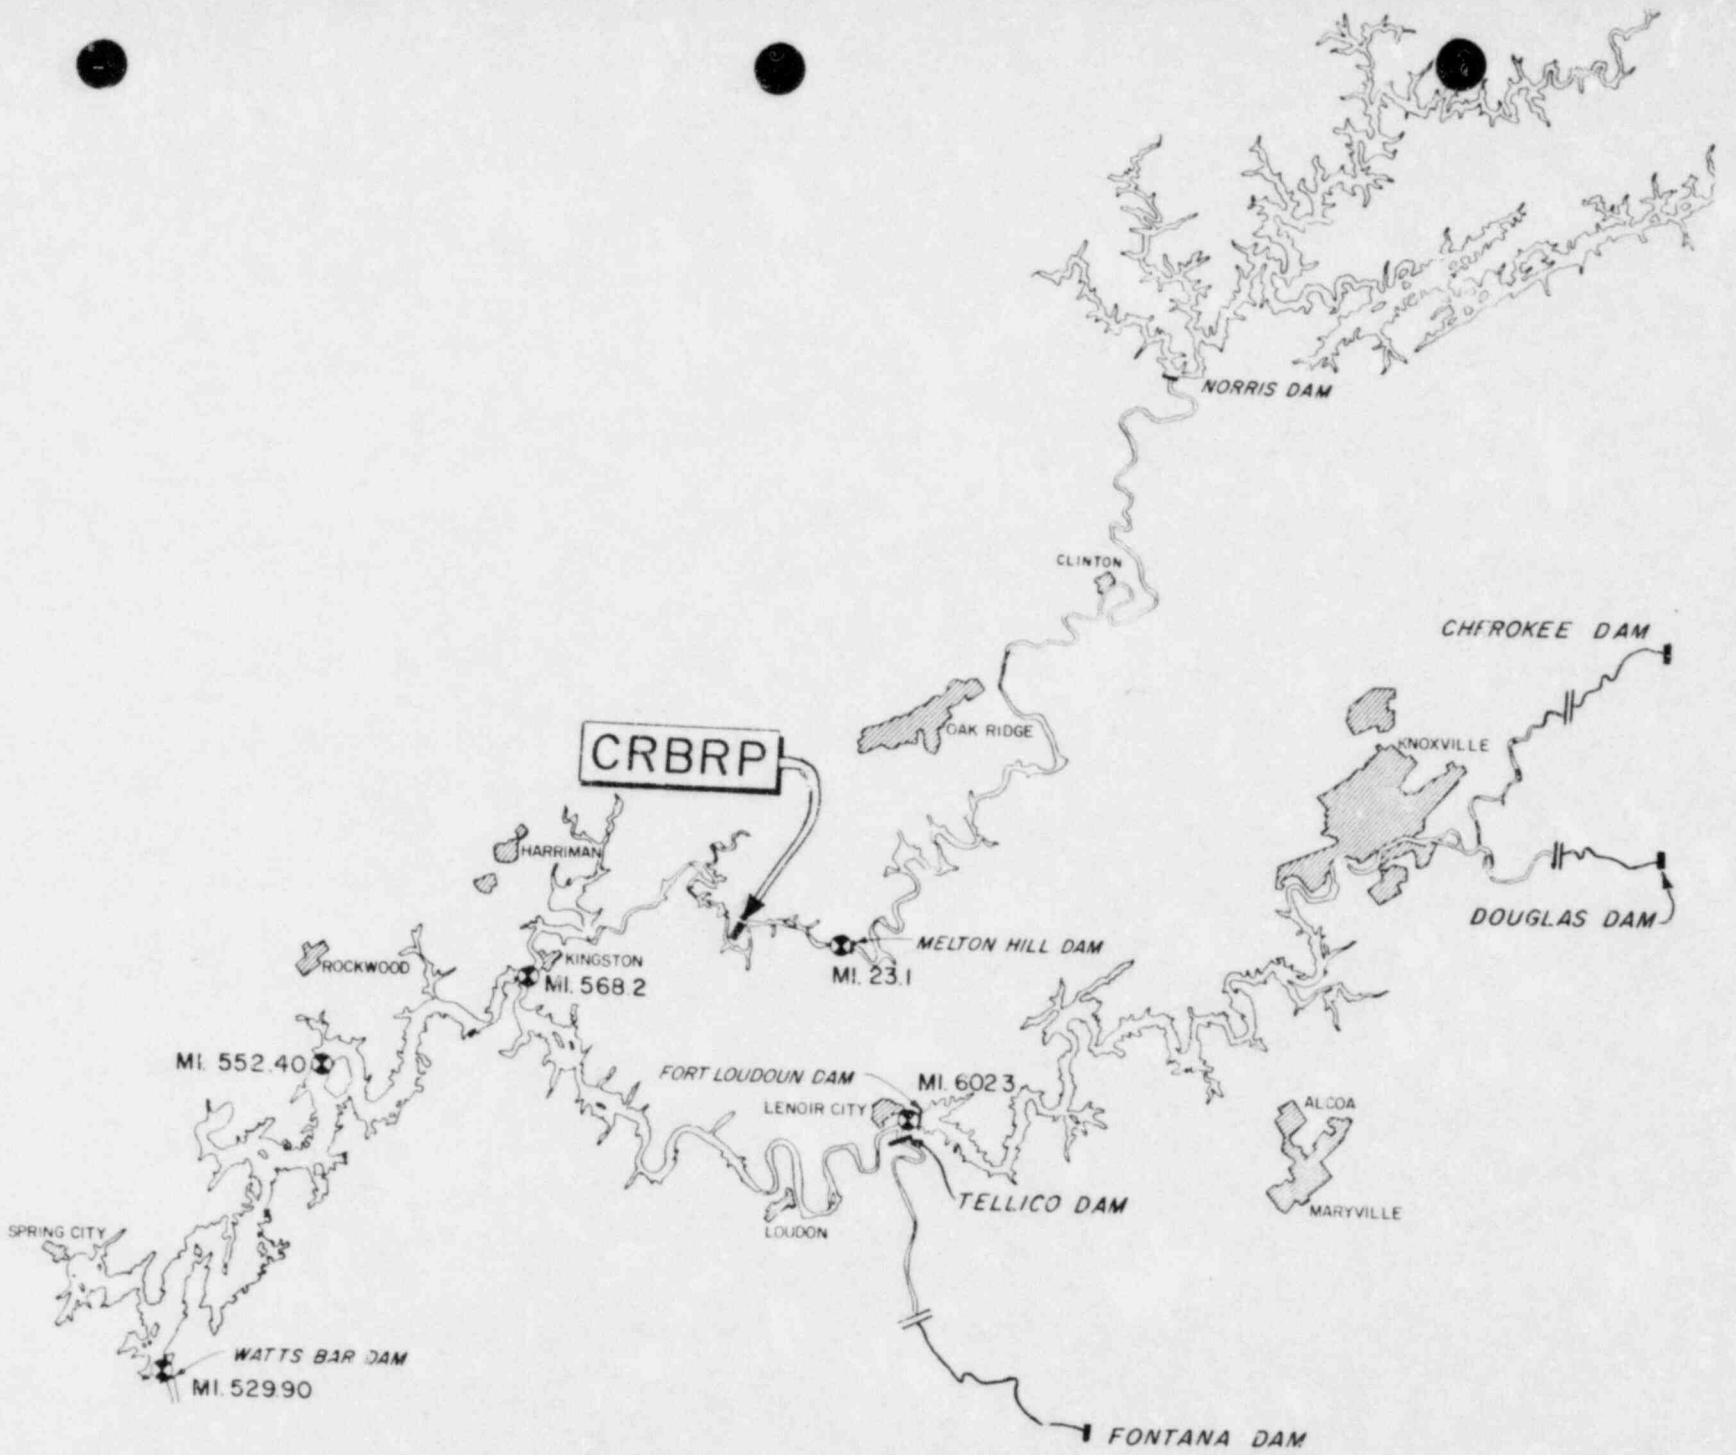 NORRIS DAM
CLINTON
CHEROKEE DAM
OAK RIDGE
KNOXVILLE
CRBRP
HARRIMAN
DOUGLAS DAM
MELTON HILL DAM
MI. 23.1
KINGSTON
MI. 568.2
ROCKWOOD
MI. 552.40
FORT LOUDOUN DAM
MI. 602 3
LENOIR CITY
ALCOA
TELLICO DAM
MARYVILLE
LOUDON
SPRING CITY
WATTS BAR DAM
MI. 529.90
FONTANA DAM